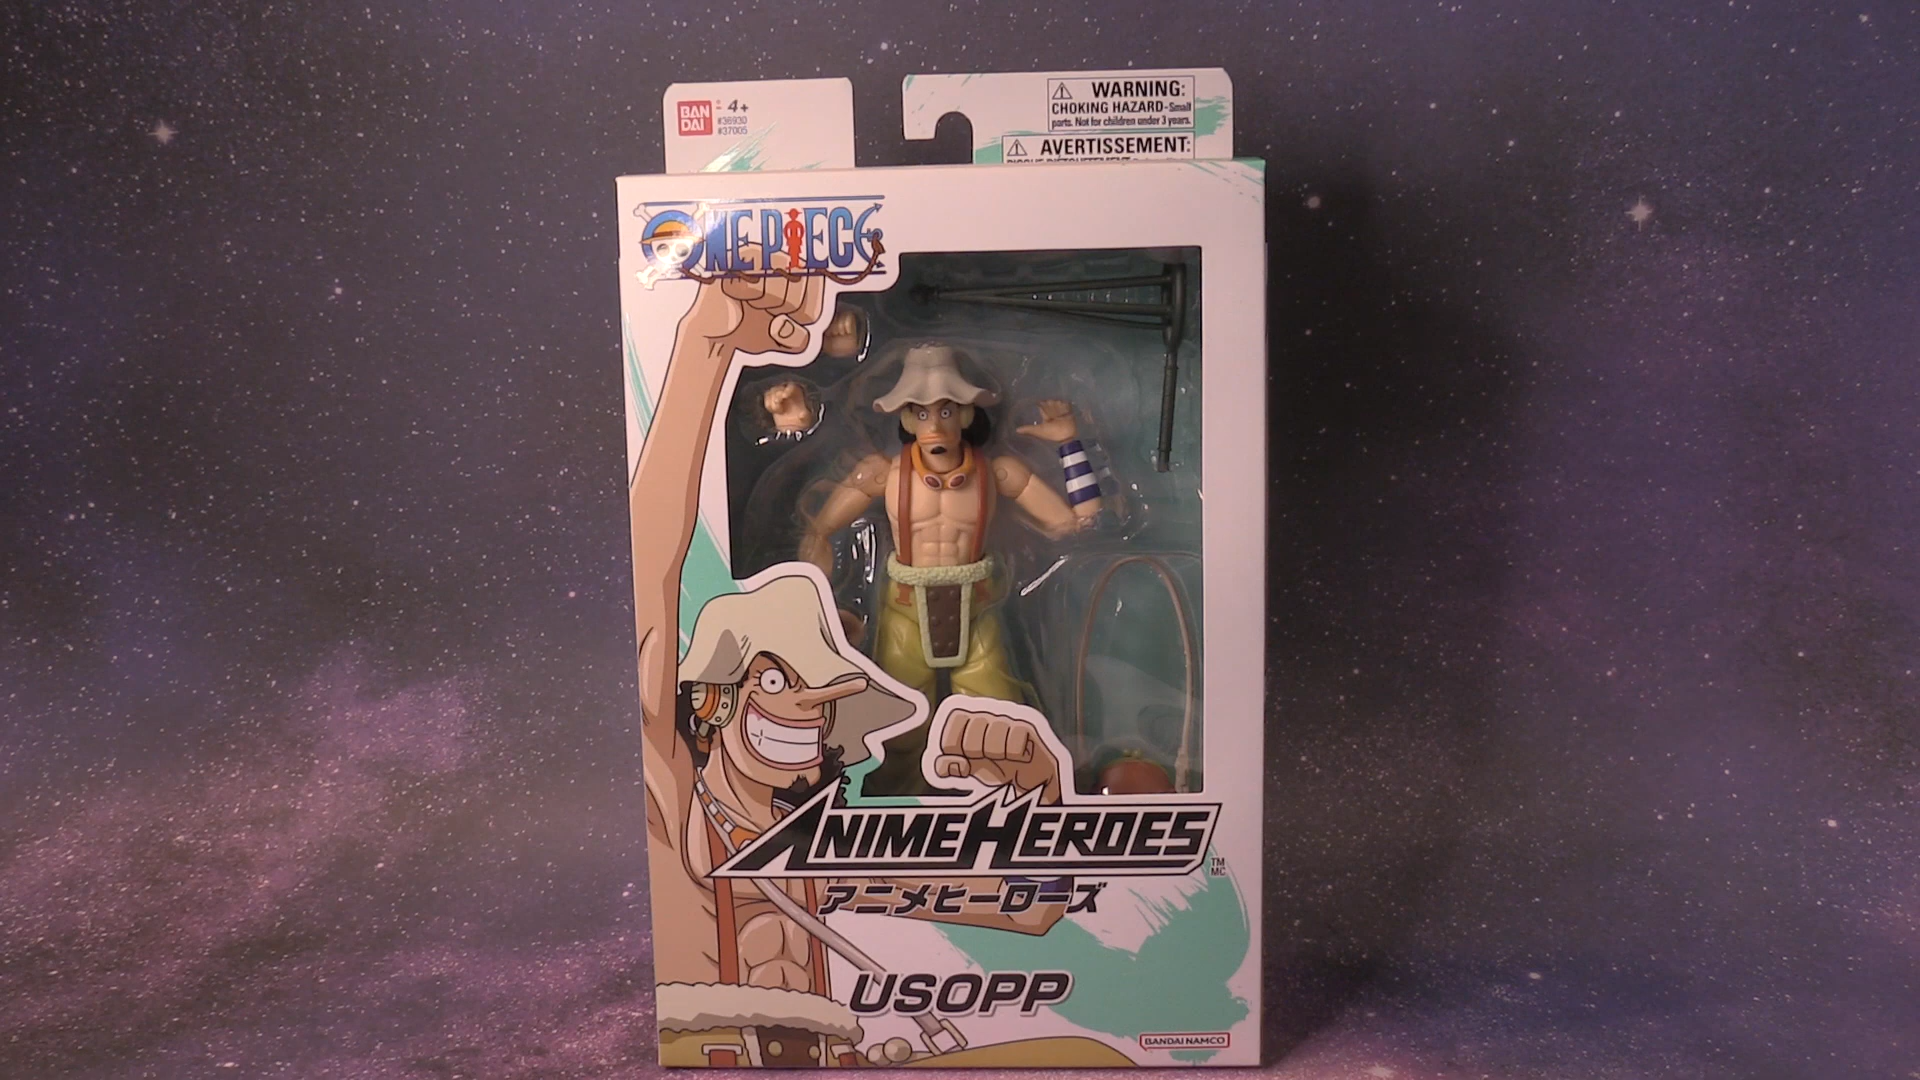 BAN
DAI
4+
#36930
#37005
WARNING:
CHOKING HAZARD-Small
parts. Not for children under 3 years.
AVERTISSEMENT:
ONE PIECE
ANIME HEROES
TM
MC
アニメヒーローズ
USOPP
BANDAI NAMCO